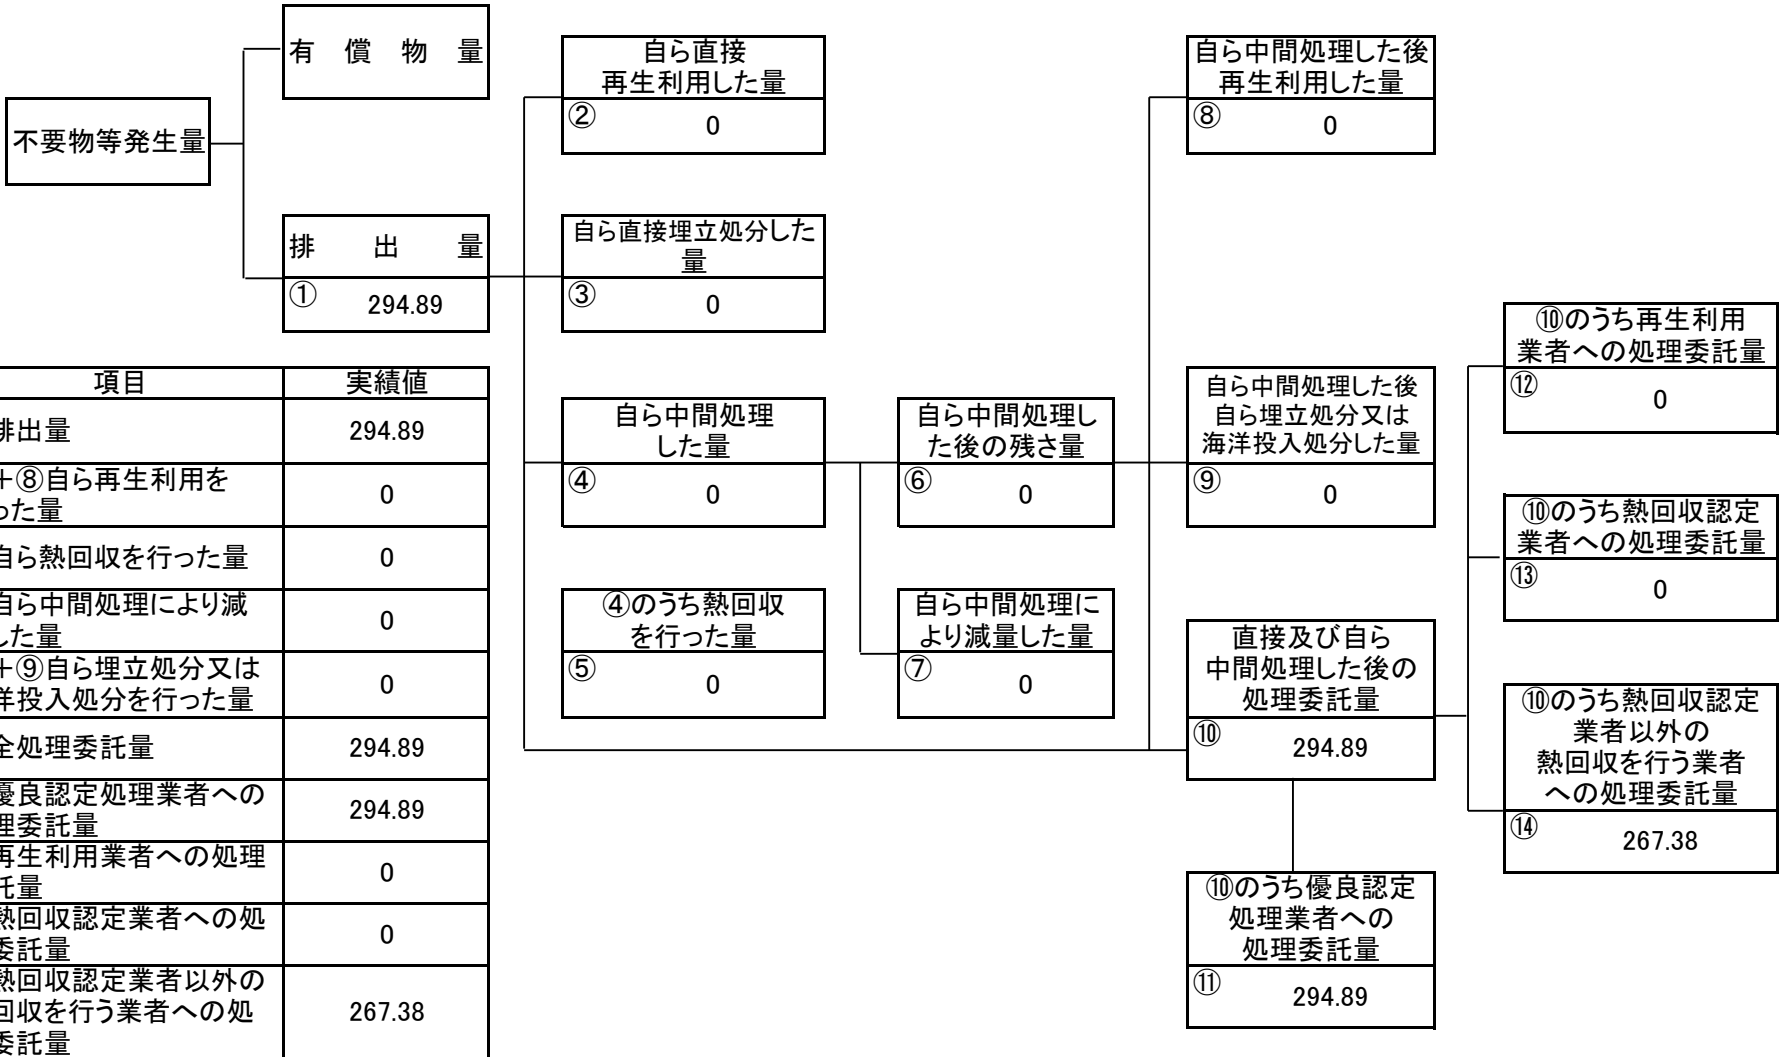 有償物量
不要物等発生量
排出量
①
294.89
自ら直接
再生利用した量
②
0
自ら直接埋立処分した
量
③
0
自ら中間処理
した量
④
0
④のうち熱回収
を行った量
⑤
0
自ら中間処理し
た後の残さ量
⑥
0
自ら中間処理に
より減量した量
⑦
0
自ら中間処理した後
再生利用した量
⑧
0
自ら中間処理した後
自ら埋立処分又は
海洋投入処分した量
⑨
0
直接及び自ら
中間処理した後の
処理委託量
⑩
294.89
⑩のうち優良認定
処理業者への
処理委託量
⑪
294.89
⑩のうち再生利用
業者への処理委託量
⑫
0
⑩のうち熱回収認定
業者への処理委託量
⑬
0
⑩のうち熱回収認定
業者以外の
熱回収を行う業者
への処理委託量
⑭
267.38
項目 実績値
排出量 294.89
+⑧自ら再生利用を
った量
0
自ら熱回収を行った量 0
自ら中間処理により減
した量
0
+⑨自ら埋立処分又は
洋投入処分を行った量
0
全処理委託量 294.89
優良認定処理業者への
理委託量
294.89
再生利用業者への処理
託量
0
熱回収認定業者への処
委託量
0
熱回収認定業者以外の
回収を行う業者への処
委託量
267.38